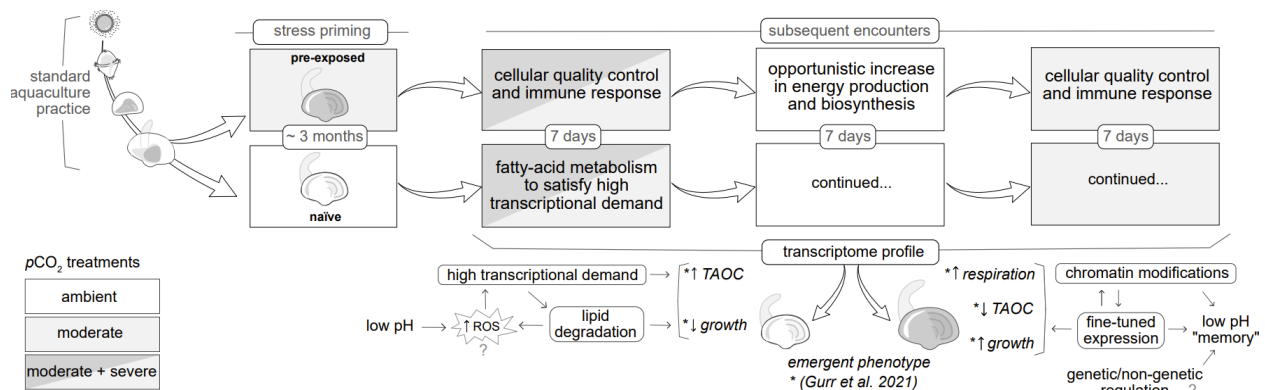 standard
aquaculture
practice
stress priming
subsequent encounters
pre-exposed
~ 3 months
naïve
cellular quality control
and immune response
7 days
fatty-acid metabolism
to satisfy high
transcriptional demand
opportunistic increase
in energy production
and biosynthesis
7 days
continued...
cellular quality control
and immune response
7 days
continued...
pCO2 treatments
ambient
moderate
moderate + severe
transcriptome profile
high transcriptional demand
low pH
↑ ROS
?
lipid
degradation
*↑ TAOC
*↓ growth
emergent phenotype
* (Gurr et al. 2021)
*↑ respiration
*↓ TAOC
*↑ growth
chromatin modifications
fine-tuned
expression
low pH
"memory"
genetic/non-genetic
regulation ?